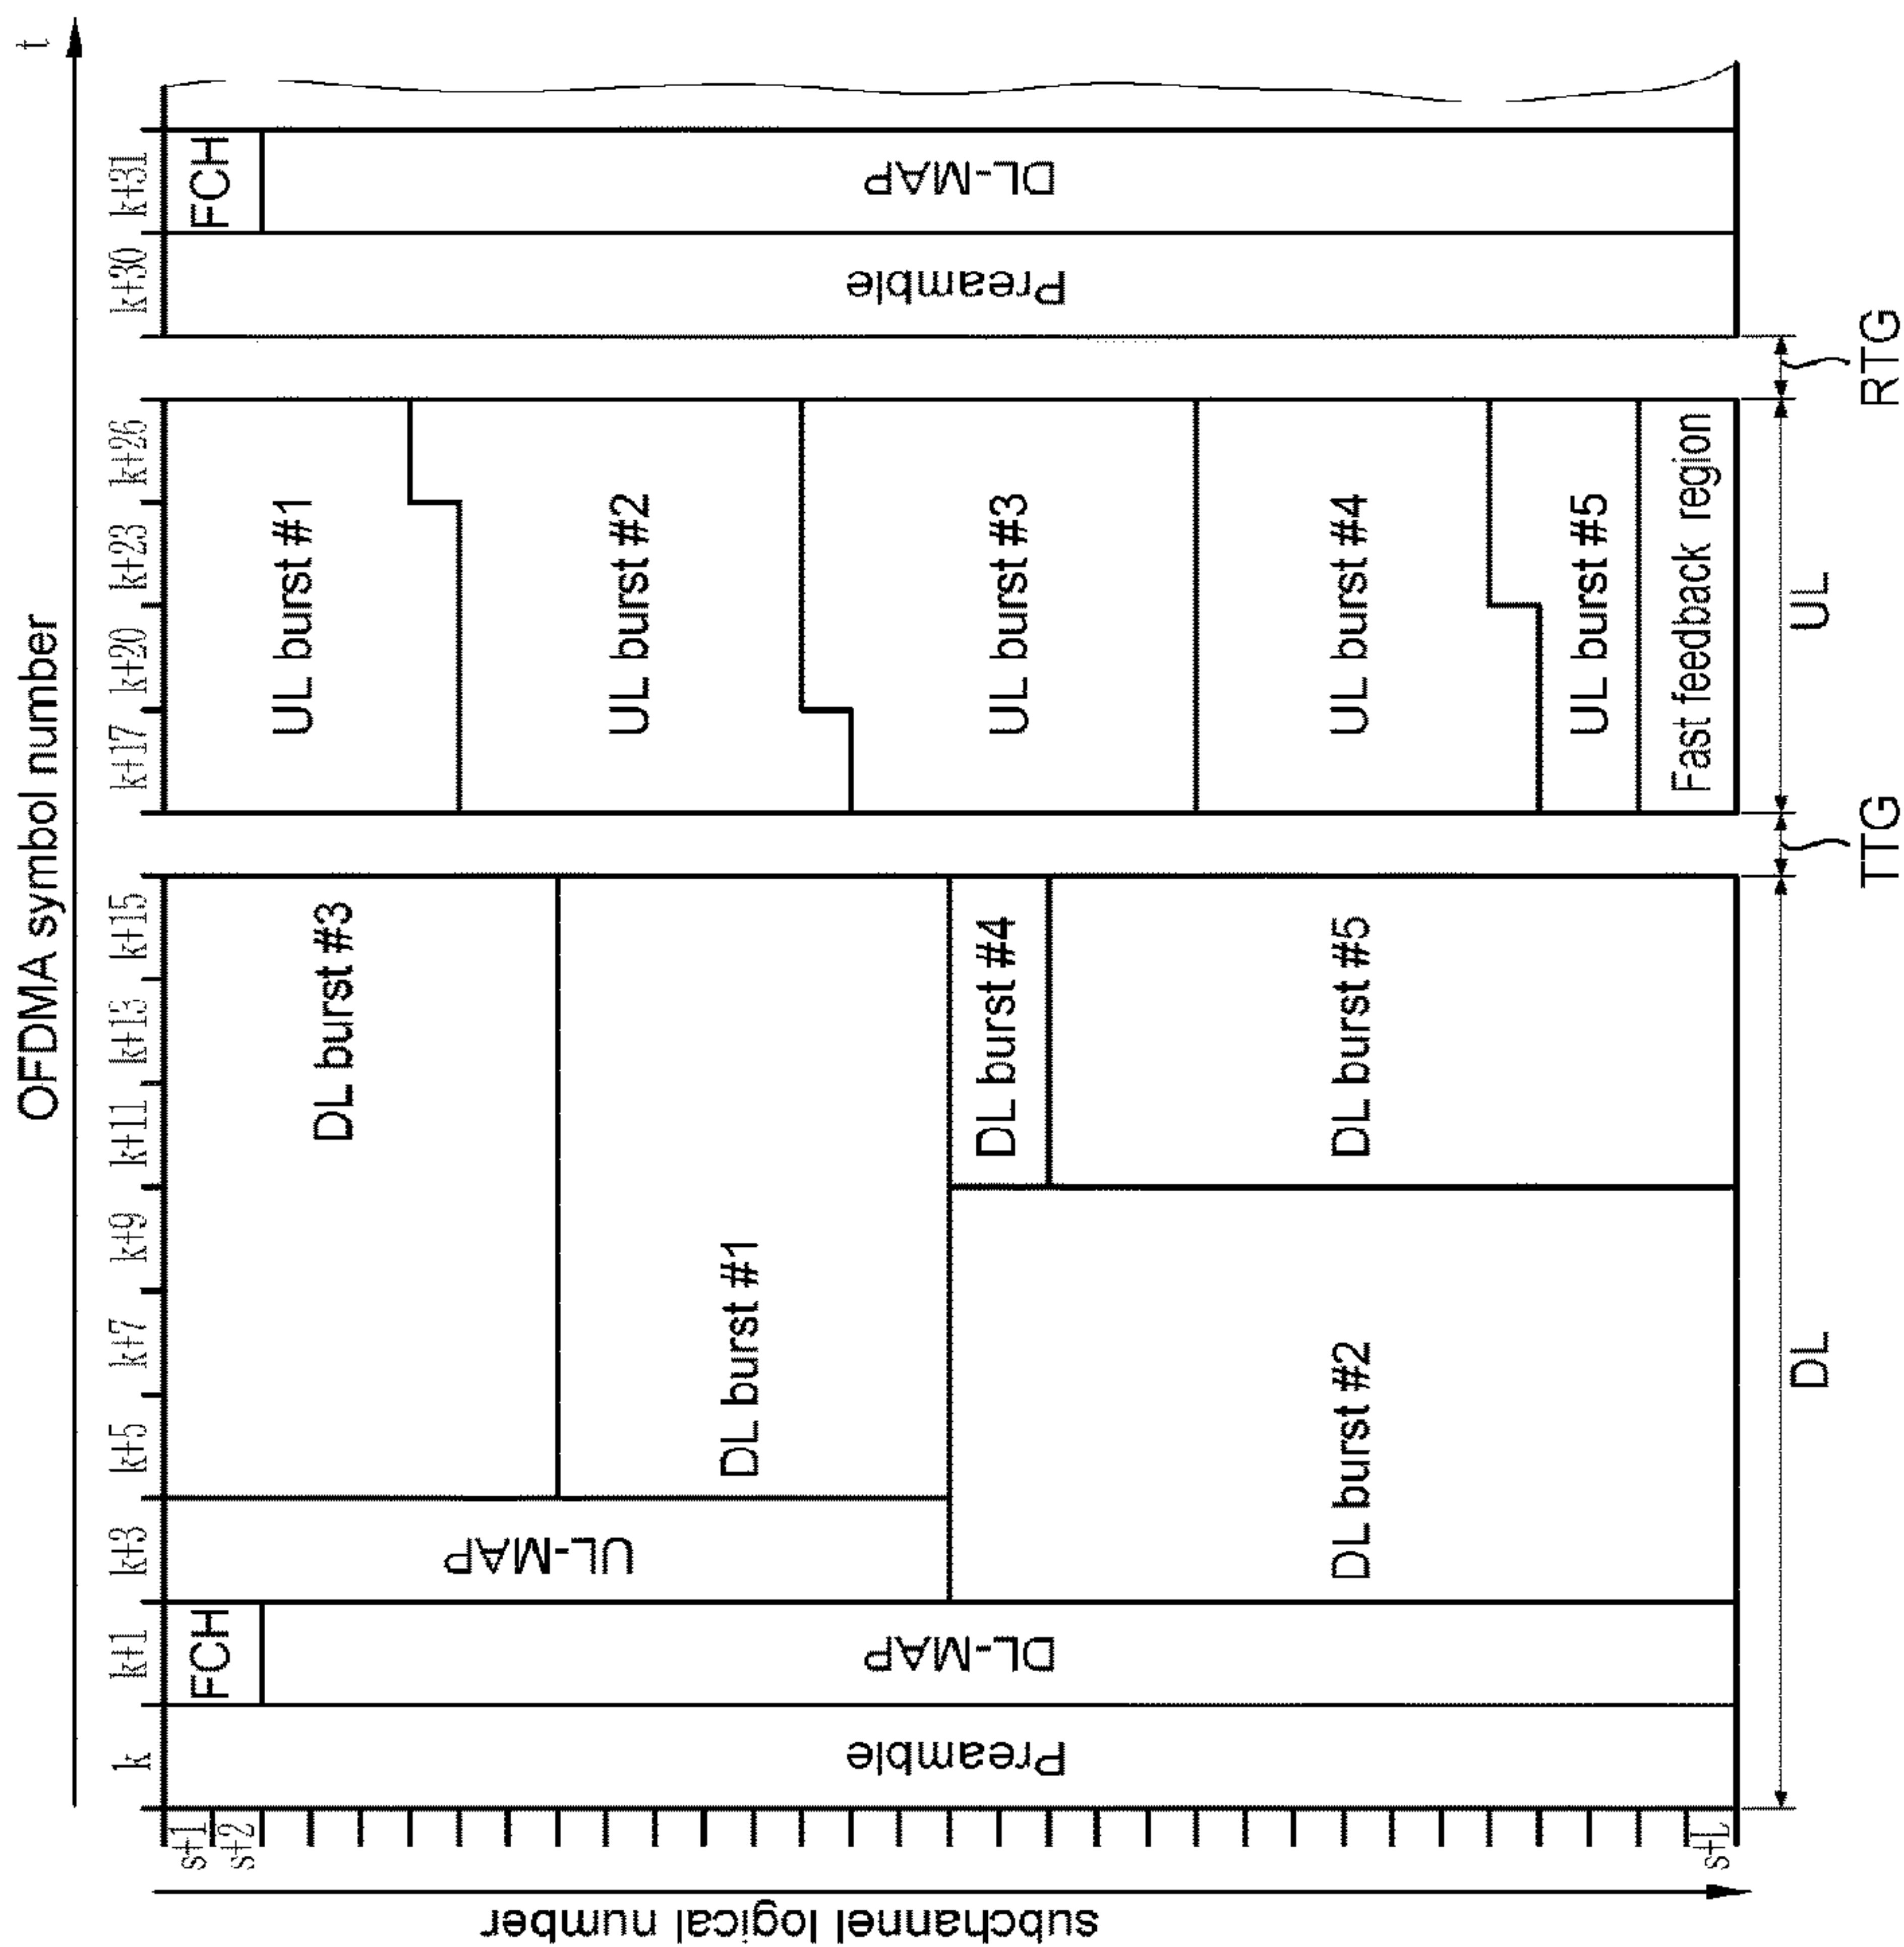 OFDMA symbol number
t
k
k+1
k+3
k+5
k+7
k+9
k+11
k+13
k+15
k+17
k+20
k+23
k+26
k+30
k+31
subchannel logical number
s+1
s+2
s+L
Preamble
FCH
DL-MAP
UL-MAP
DL burst #3
DL burst #1
DL burst #2
DL burst #4
DL burst #5
UL burst #1
UL burst #2
UL burst #3
UL burst #4
UL burst #5
Fast feedback region
Preamble
FCH
DL-MAP
DL
TTG
UL
RTG